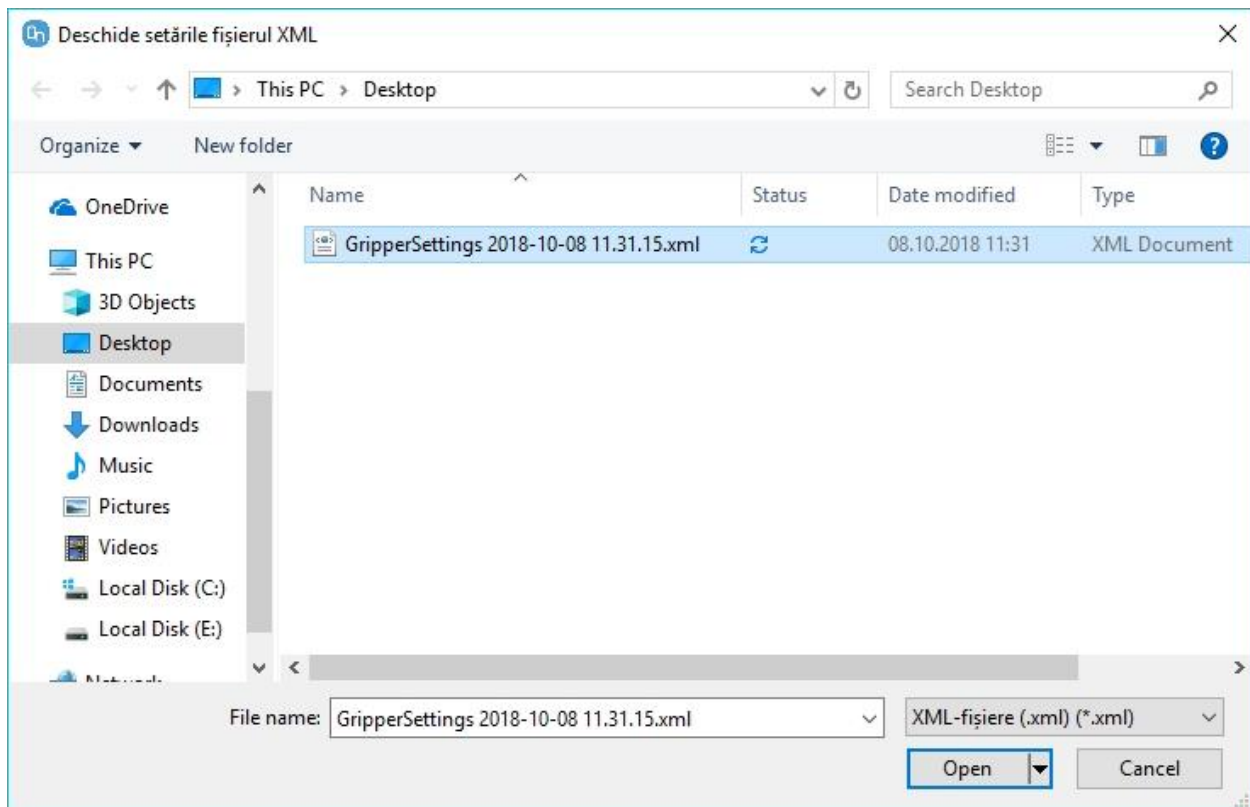 Deschide setările fișierul XML
This PC > Desktop
Search Desktop
Organize
New folder
Name
Status
Date modified
Type
GripperSettings 2018-10-08 11.31.15.xml
08.10.2018 11:31
XML Document
OneDrive
This PC
3D Objects
Desktop
Documents
Downloads
Music
Pictures
Videos
Local Disk (C:)
Local Disk (E:)
File name: GripperSettings 2018-10-08 11.31.15.xml
XML-fișiere (.xml) (*.xml)
Open
Cancel